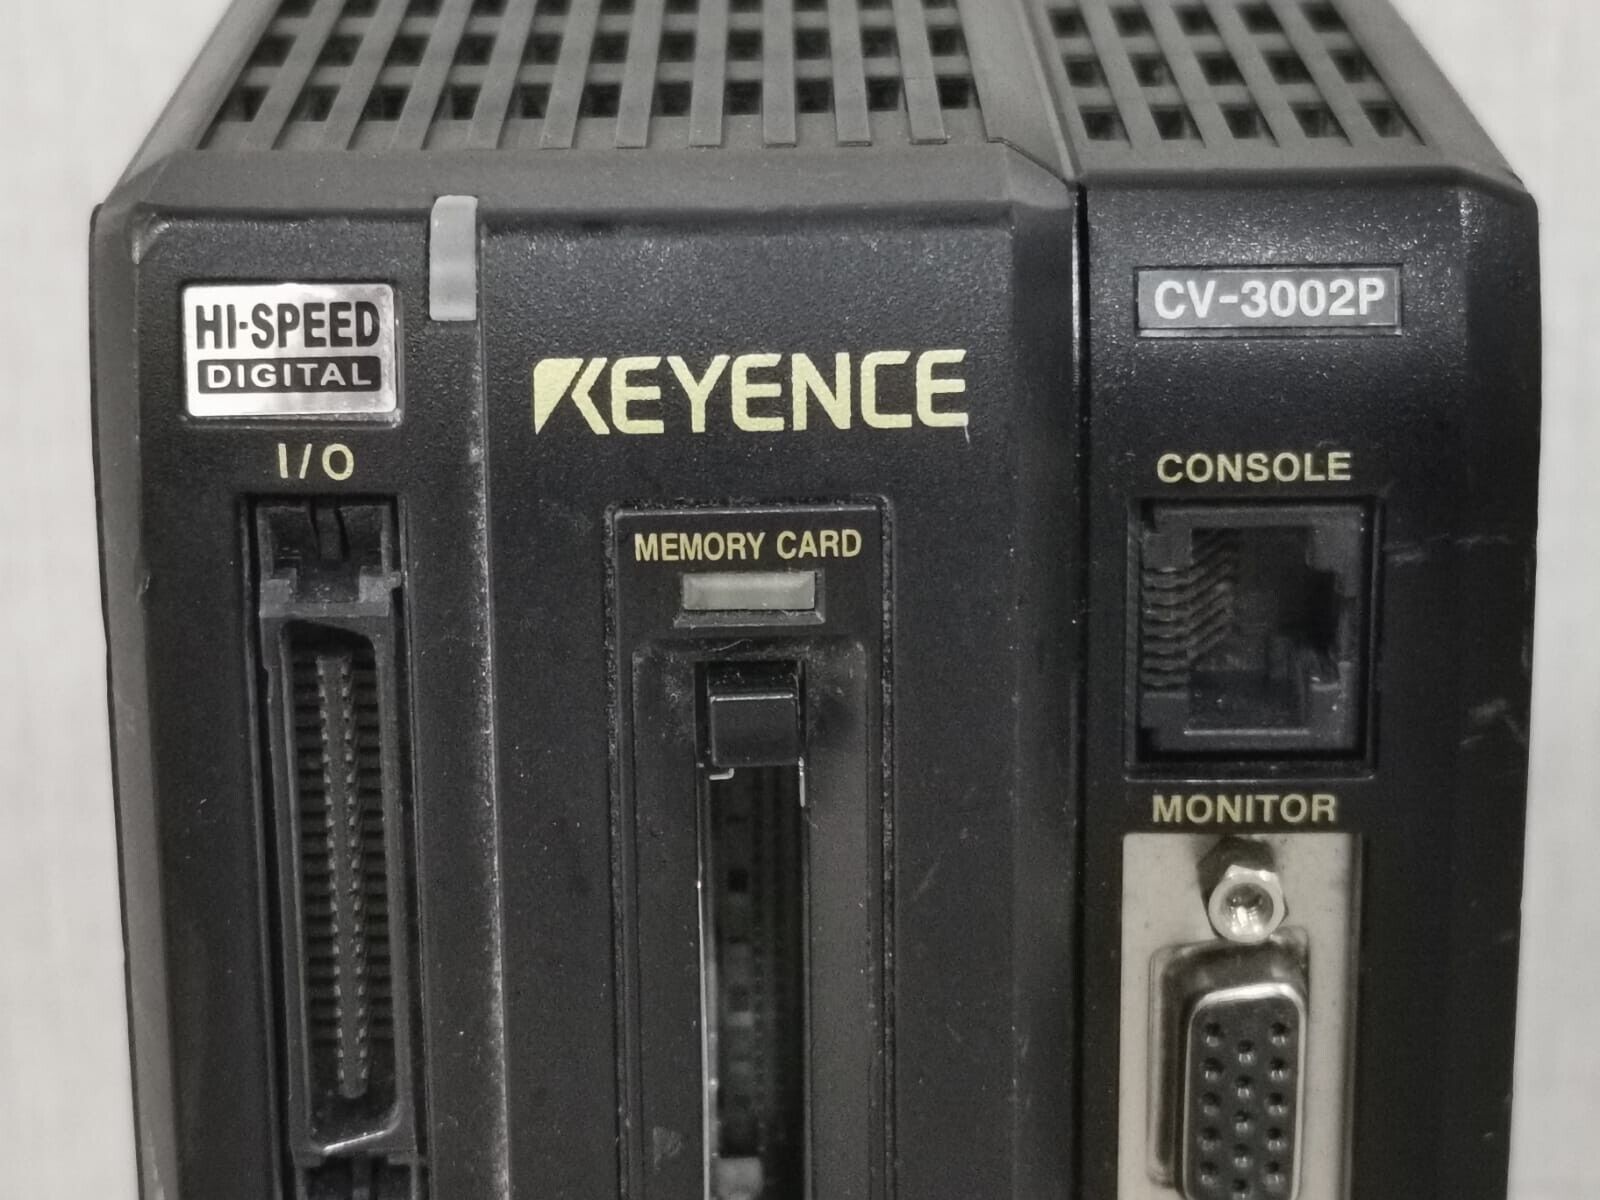 HI-SPEED
DIGITAL
I/O
KEYENCE
MEMORY CARD
CV-3002P
CONSOLE
MONITOR